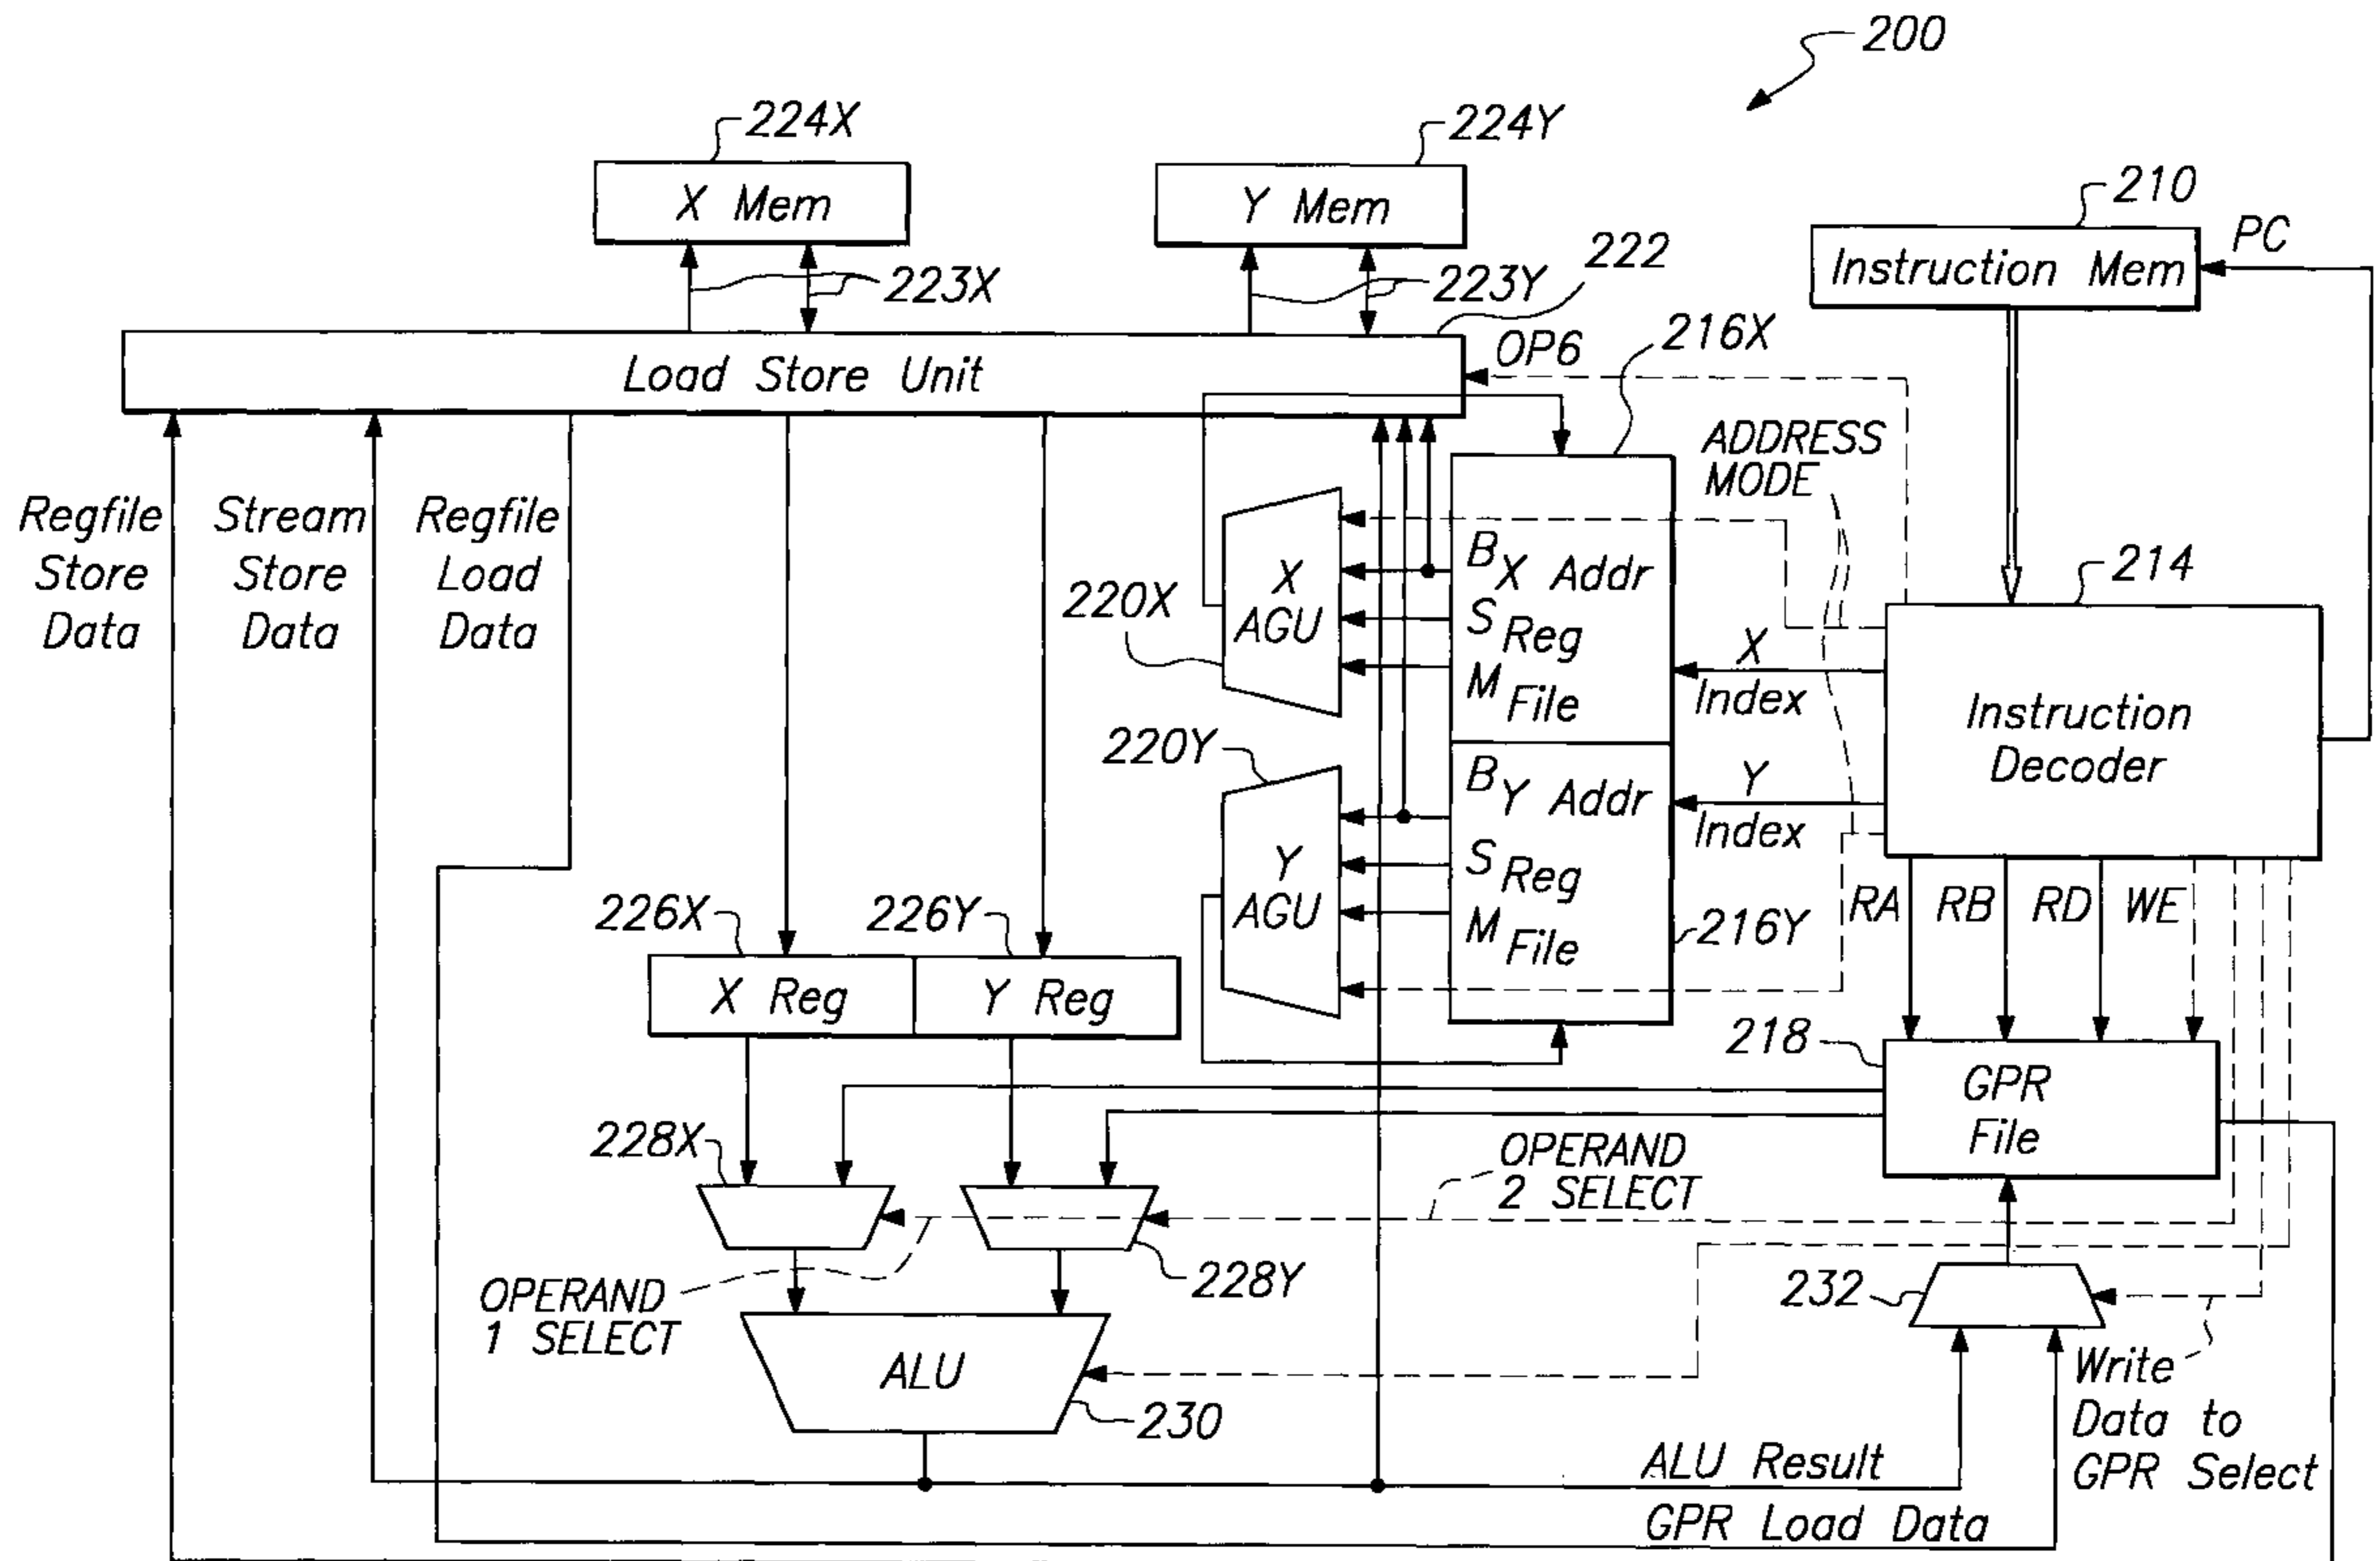 200
224X
224Y
X Mem
Y Mem
210
PC
Instruction Mem
223X
223Y
222
OP6
216X
Load Store Unit
ADDRESS
MODE
Regfile
Store
Data
Stream
Store
Data
Regfile
Load
Data
220X
X
AGU
B X Addr
S Reg
M File
X
Index
214
Instruction
Decoder
220Y
Y
AGU
B Y Addr
S Reg
M File
Y
Index
216Y
RA
RB
RD
WE
226X
226Y
X Reg
Y Reg
218
GPR
File
228X
OPERAND
2 SELECT
228Y
OPERAND
1 SELECT
232
ALU
230
Write
Data to
GPR Select
ALU Result
GPR Load Data